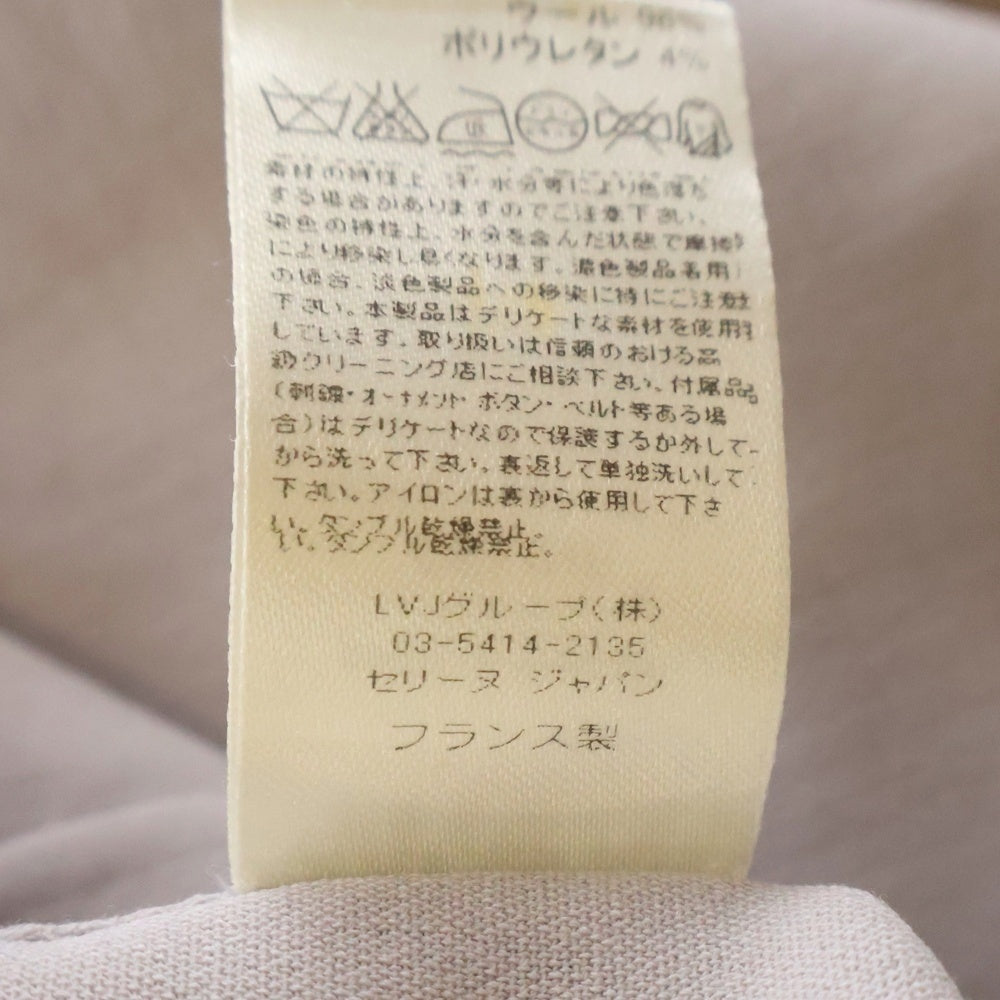 ウール 96%
ポリウレタン 4%
素材の特性上、汗・水分等により色落ち
する場合がありますのでご注意下さい。
染色の特性上、水分を含んだ状態で摩擦
により移染し易くなります。濃色製品着用
の場合、淡色製品への移染に特にご注意
下さい。本製品はデリケートな素材を使用
しています。取り扱いは信頼のおける高
級クリーニング店にご相談下さい。付属品
(刺繍・オーナメント ボタン・ベルト等ある場
合)はデリケートなので保護するか外して
から洗って下さい。裏返して単独洗いして
下さい。アイロンは裏から使用して下さ
い。タンブル乾燥禁止。
LVJグループ(株)
03-5414-2135
セリーヌ ジャパン
フランス製